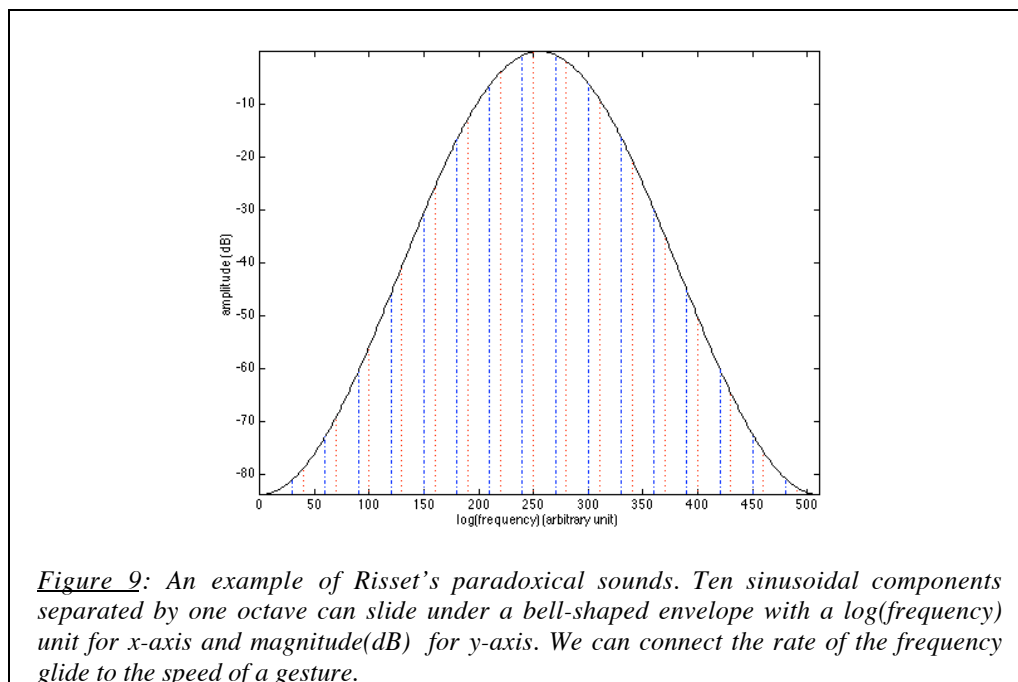 -10
-20
-30
-40
-50
-60
-70
-80
amplitude (dB)
0 50 100 150 200 250 300 350 400 450 500
log(frequency) (arbitrary unit)
Figure 9: An example of Risset's paradoxical sounds. Ten sinusoidal components
separated by one octave can slide under a bell-shaped envelope with a log(frequency)
unit for x-axis and magnitude(dB) for y-axis. We can connect the rate of the frequency
glide to the speed of a gesture.